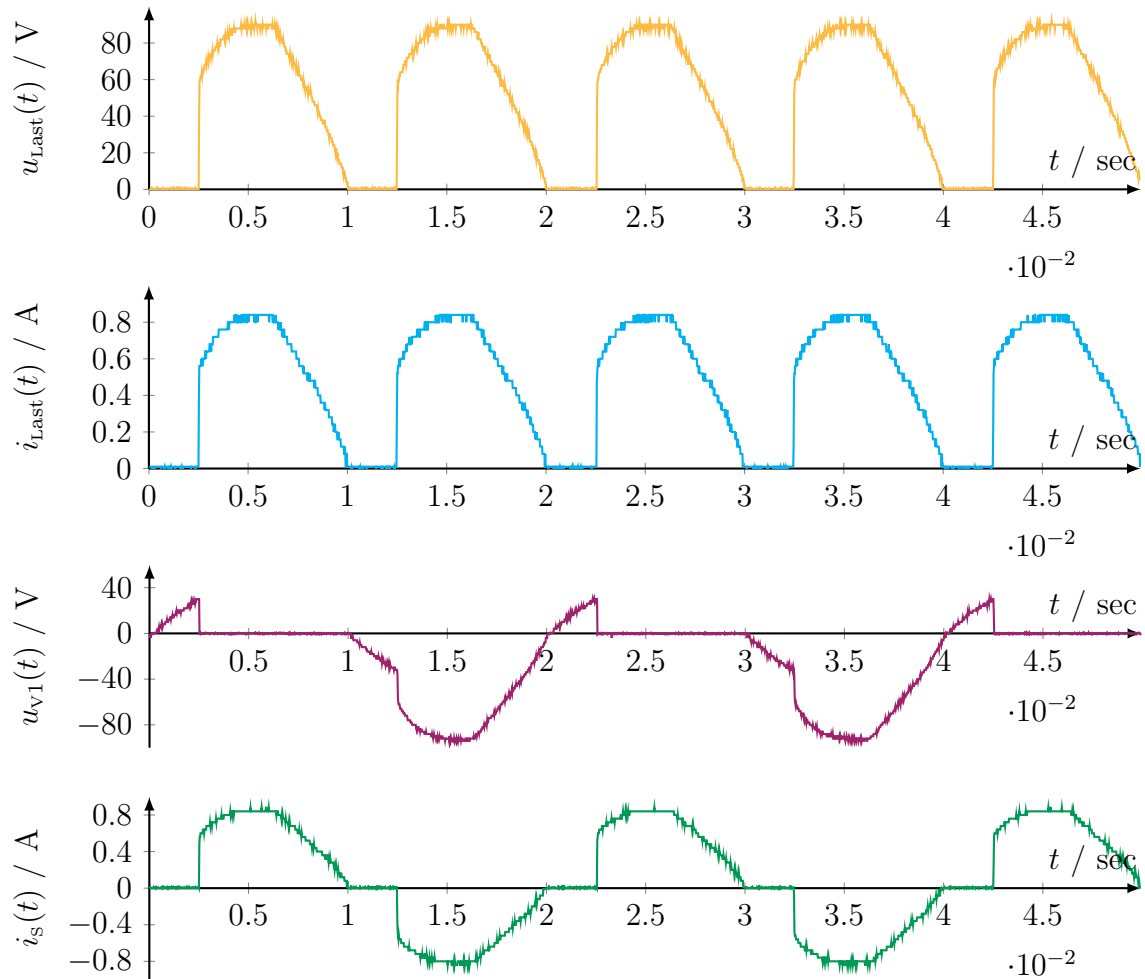 u_Last(t) / V
80
60
40
20
0
t / sec
0 0.5 1 1.5 2 2.5 3 3.5 4 4.5
·10⁻²
i_Last(t) / A
0.8
0.6
0.4
0.2
0
t / sec
0 0.5 1 1.5 2 2.5 3 3.5 4 4.5
·10⁻²
u_V1(t) / V
40
0
−40
−80
t / sec
0.5 1 1.5 2 2.5 3 3.5 4 4.5
·10⁻²
i_S(t) / A
0.8
0.4
0
−0.4
−0.8
t / sec
0.5 1 1.5 2 2.5 3 3.5 4 4.5
·10⁻²